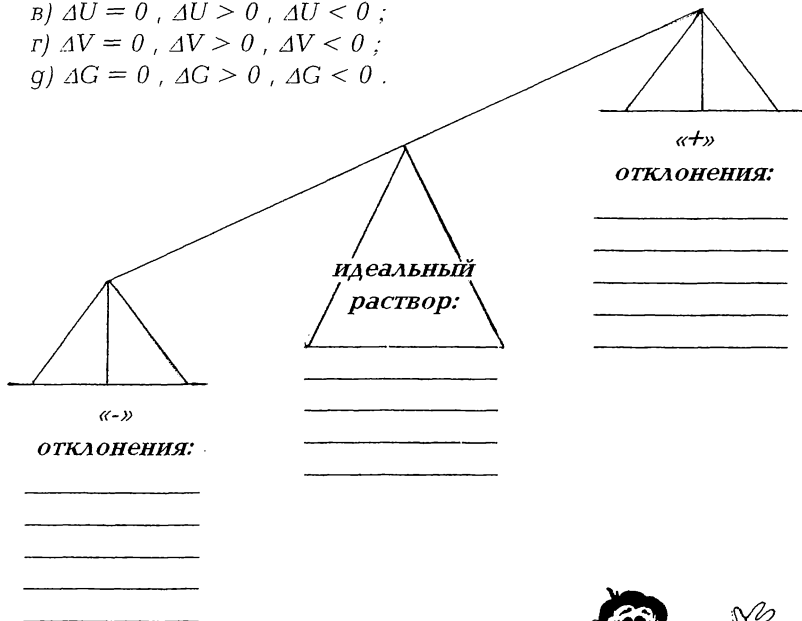 в) ΔU = 0 , ΔU > 0 , ΔU < 0 ;
г) ΔV = 0 , ΔV > 0 , ΔV < 0 ;
д) ΔG = 0 , ΔG > 0 , ΔG < 0 .
«+»
отклонения:
идеальный
раствор:
«-»
отклонения: